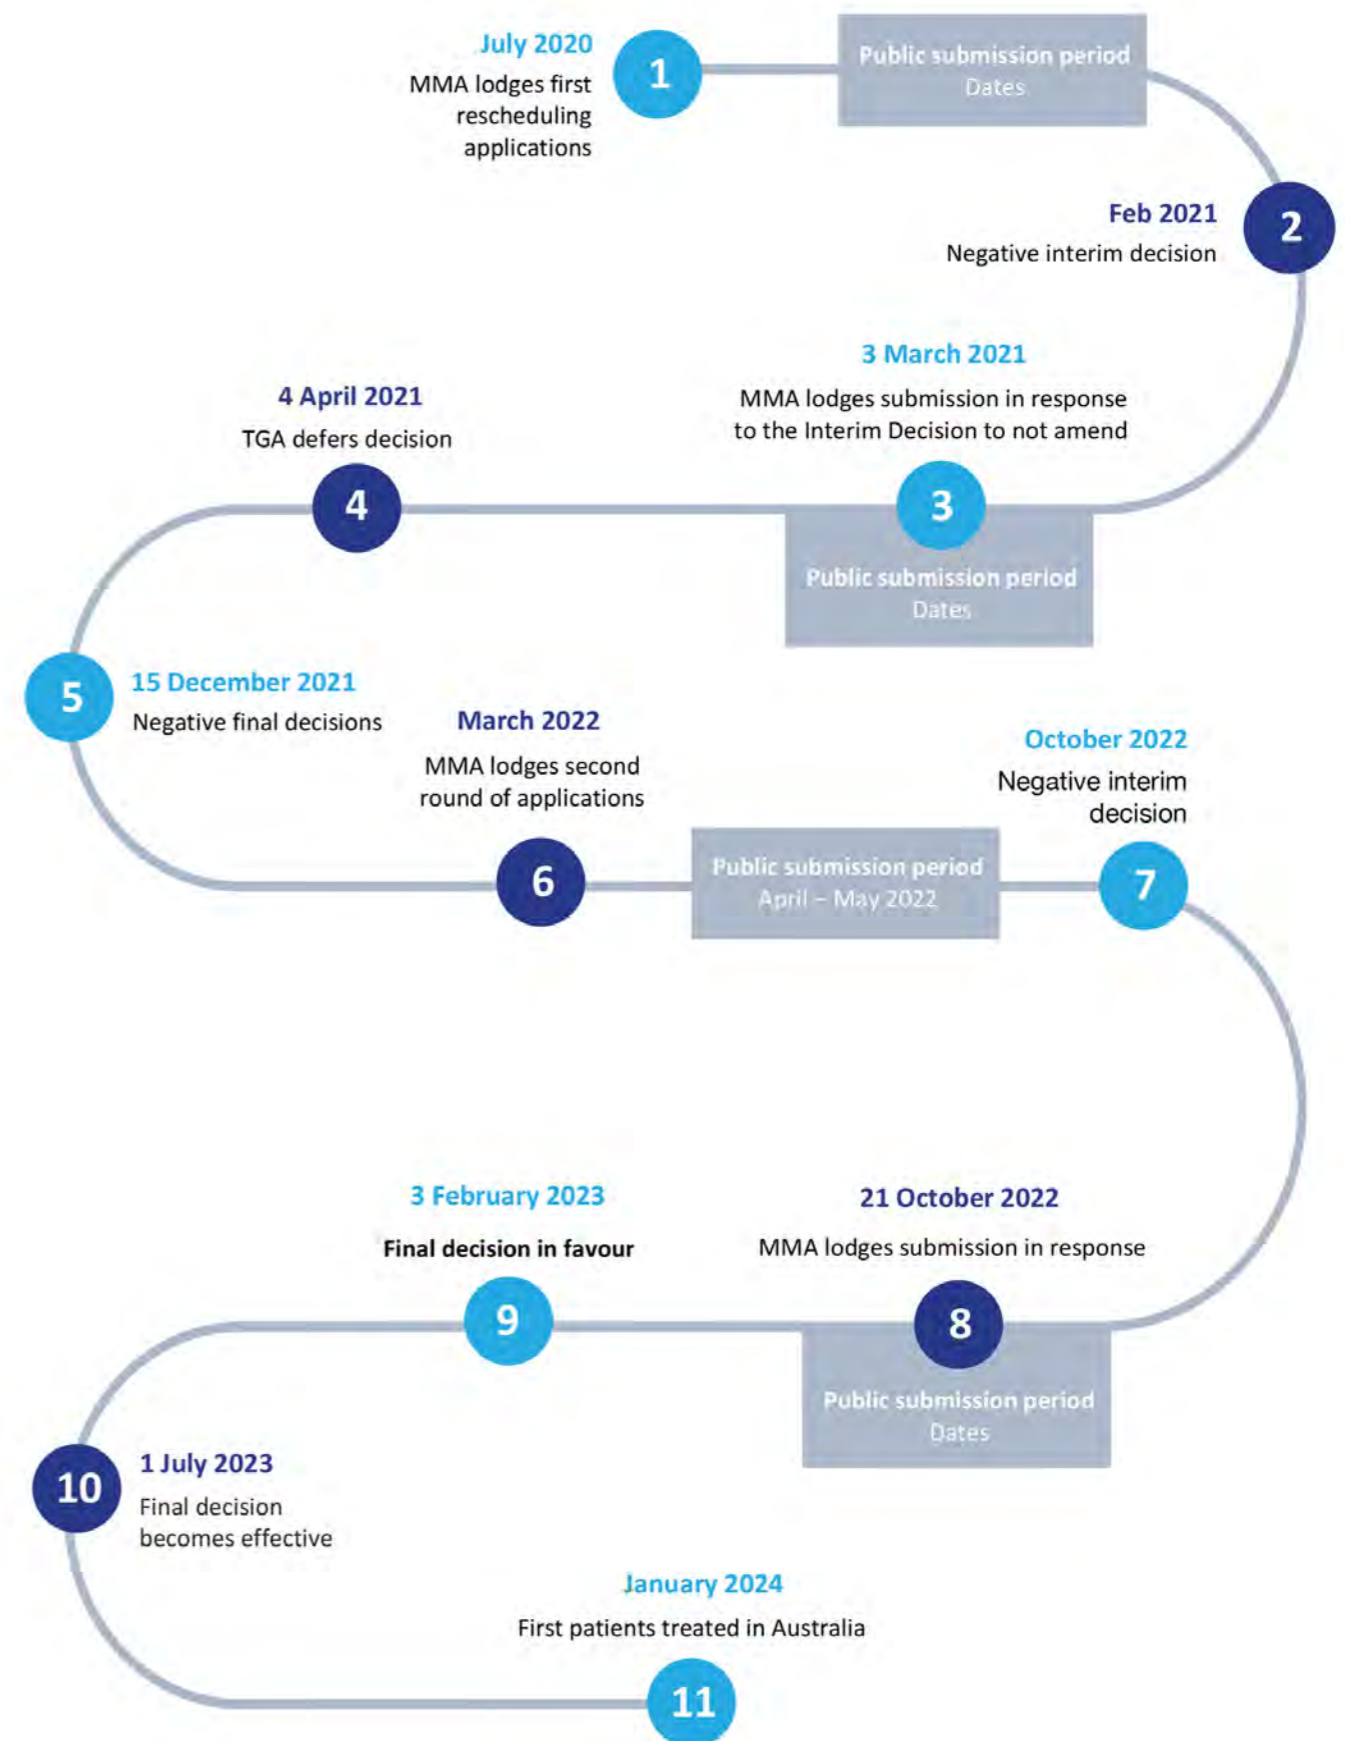 July 2020
MMA lodges first
rescheduling
applications
1
Public submission period
Dates
Feb 2021
Negative interim decision
2
3 March 2021
MMA lodges submission in response
to the Interim Decision to not amend
3
Public submission period
Dates
4 April 2021
TGA defers decision
4
5
15 December 2021
Negative final decisions
March 2022
MMA lodges second
round of applications
6
Public submission period
April – May 2022
October 2022
Negative interim
decision
7
21 October 2022
MMA lodges submission in response
8
Public submission period
Dates
3 February 2023
Final decision in favour
9
10
1 July 2023
Final decision
becomes effective
January 2024
First patients treated in Australia
11